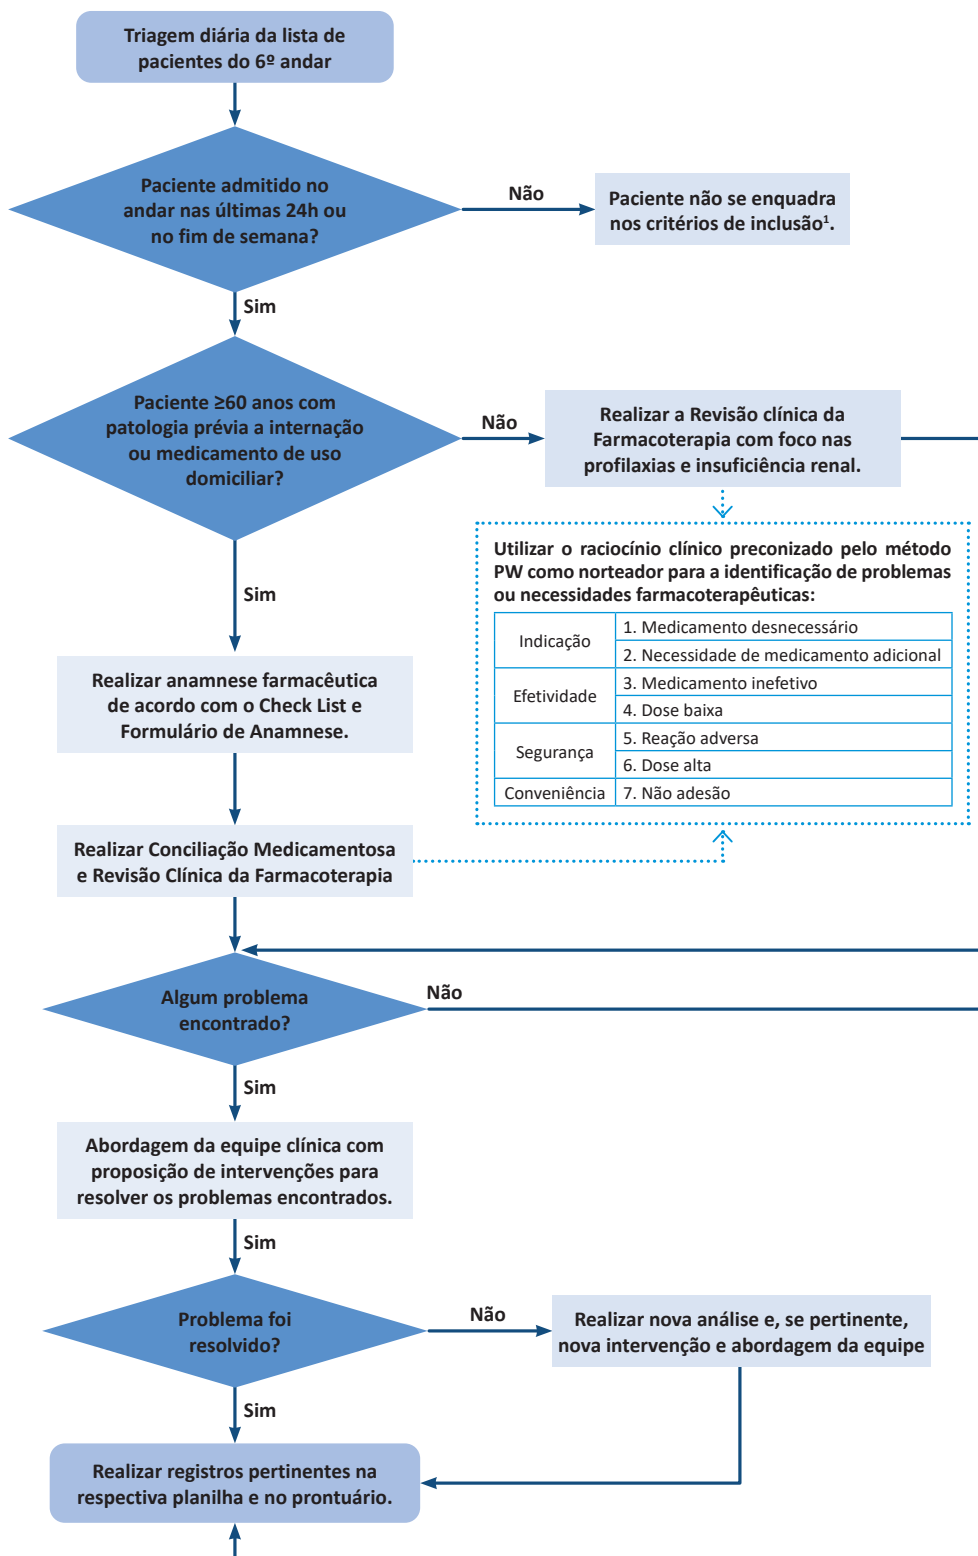 Triagem diária da lista de
pacientes do 6º andar
Paciente admitido no
andar nas últimas 24h ou
no fim de semana?
Não
Paciente não se enquadra
nos critérios de inclusão¹.
Sim
Paciente ≥60 anos com
patologia prévia a internação
ou medicamento de uso
domiciliar?
Não
Realizar a Revisão clínica da
Farmacoterapia com foco nas
profilaxias e insuficiência renal.
Utilizar o raciocínio clínico preconizado pelo método
PW como norteador para a identificação de problemas
ou necessidades farmacoterapêuticas:
Indicação
1. Medicamento desnecessário
2. Necessidade de medicamento adicional
Efetividade
3. Medicamento inefetivo
4. Dose baixa
Segurança
5. Reação adversa
6. Dose alta
Conveniência
7. Não adesão
Sim
Realizar anamnese farmacêutica
de acordo com o Check List e
Formulário de Anamnese.
Realizar Conciliação Medicamentosa
e Revisão Clínica da Farmacoterapia
Algum problema
encontrado?
Não
Sim
Abordagem da equipe clínica com
proposição de intervenções para
resolver os problemas encontrados.
Sim
Problema foi
resolvido?
Não
Realizar nova análise e, se pertinente,
nova intervenção e abordagem da equipe
Sim
Realizar registros pertinentes na
respectiva planilha e no prontuário.